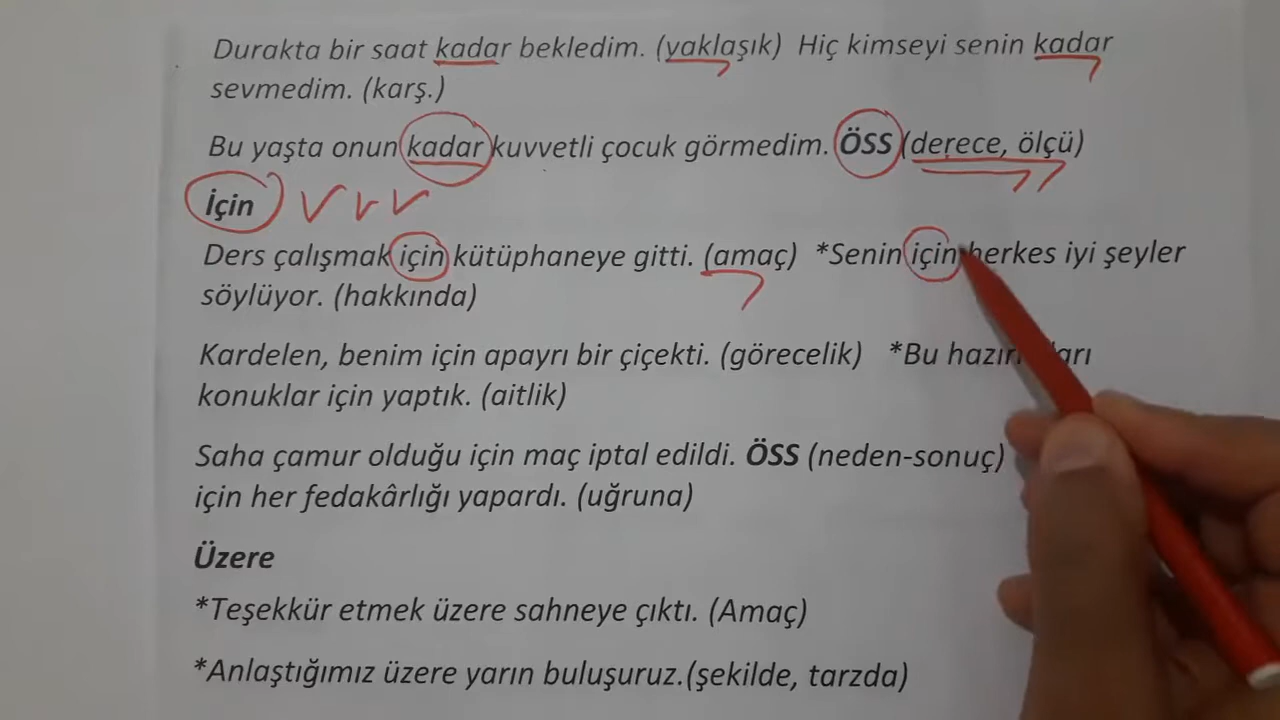 Durakta bir saat kadar bekledim. (yaklaşık) Hiç kimseyi senin kadar
sevmedim. (karş.)
Bu yaşta onun kadar kuvvetli çocuk görmedim. ÖSS (derece, ölçü)
İçin
Ders çalışmak için kütüphaneye gitti. (amaç) *Senin için herkes iyi şeyler
söylüyor. (hakkında)
Kardelen, benim için apayrı bir çiçekti. (görecelik) *Bu
konuklar için yaptık. (aitlik)
Saha çamur olduğu için maç iptal edildi. ÖSS (neden-sonuç)
için her fedakârlığı yapardı. (uğruna)
Üzere
*Teşekkür etmek üzere sahneye çıktı. (Amaç)
*Anlaştığımız üzere yarın buluşuruz.(şekilde, tarzda)